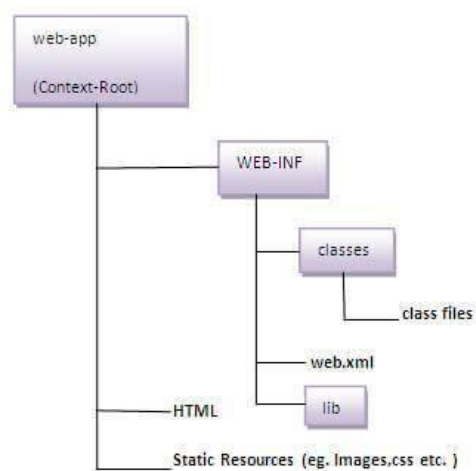 web-app
(Context-Root)
WEB-INF
classes
class files
web.xml
lib
HTML
Static Resources (eg. Images,css etc. )